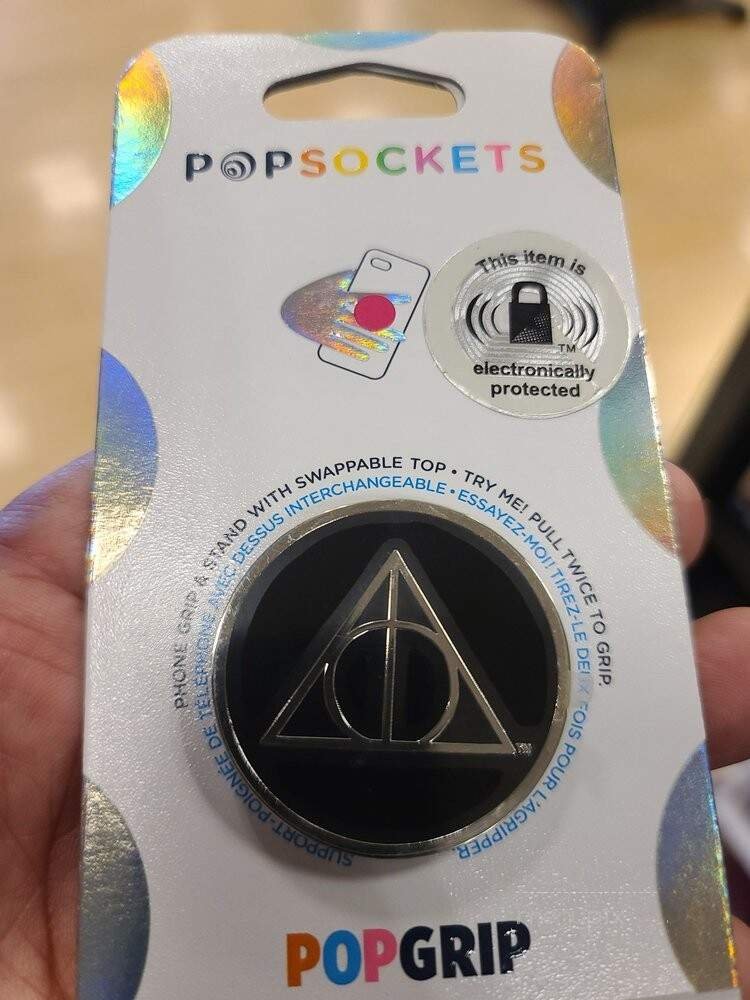 POPSOCKETS
This item is
TM
electronically
protected
PHONE GRIP & STAND WITH SWAPPABLE TOP • TRY ME! PULL TWICE TO GRIP.
SUPPORT-POIGNÉE DE TÉLÉPHONE AVEC DESSUS INTERCHANGEABLE • ESSAYEZ-MOI! TIREZ-LE DEUX FOIS POUR L'AGRIPPER.
TM
POPGRIP